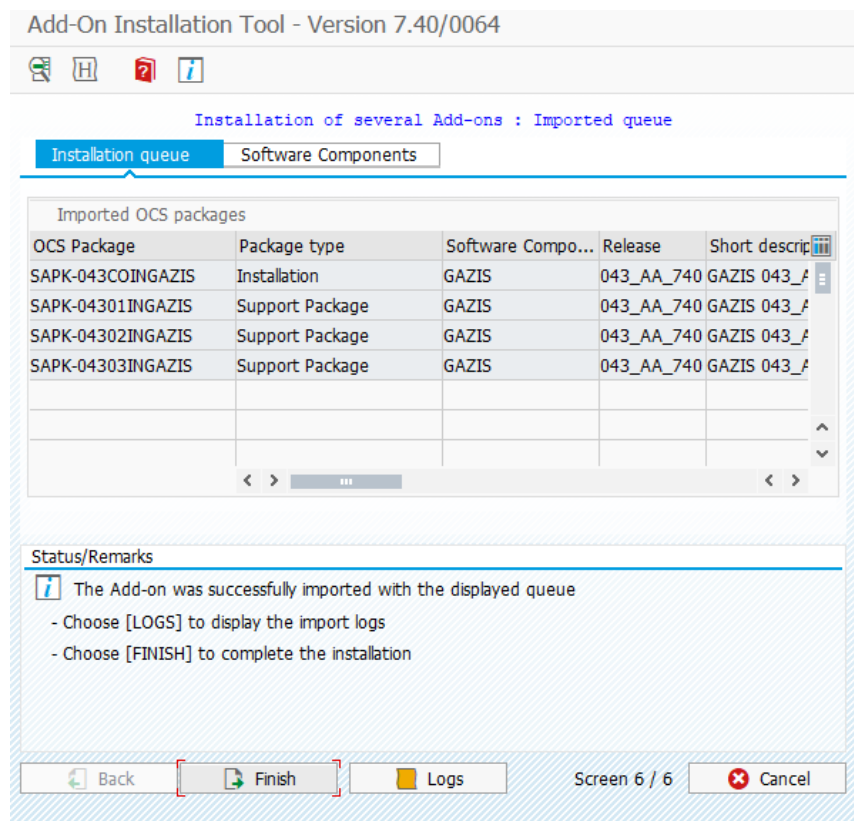 Add-On Installation Tool - Version 7.40/0064
Installation of several Add-ons : Imported queue
Installation queue Software Components
Imported OCS packages
OCS Package Package type Software Compo... Release Short descrip
SAPK-043COINGAZIS Installation GAZIS 043_AA_740 GAZIS 043_A
SAPK-04301INGAZIS Support Package GAZIS 043_AA_740 GAZIS 043_A
SAPK-04302INGAZIS Support Package GAZIS 043_AA_740 GAZIS 043_A
SAPK-04303INGAZIS Support Package GAZIS 043_AA_740 GAZIS 043_A
Status/Remarks
The Add-on was successfully imported with the displayed queue
- Choose [LOGS] to display the import logs
- Choose [FINISH] to complete the installation
Back Finish Logs Screen 6 / 6 Cancel